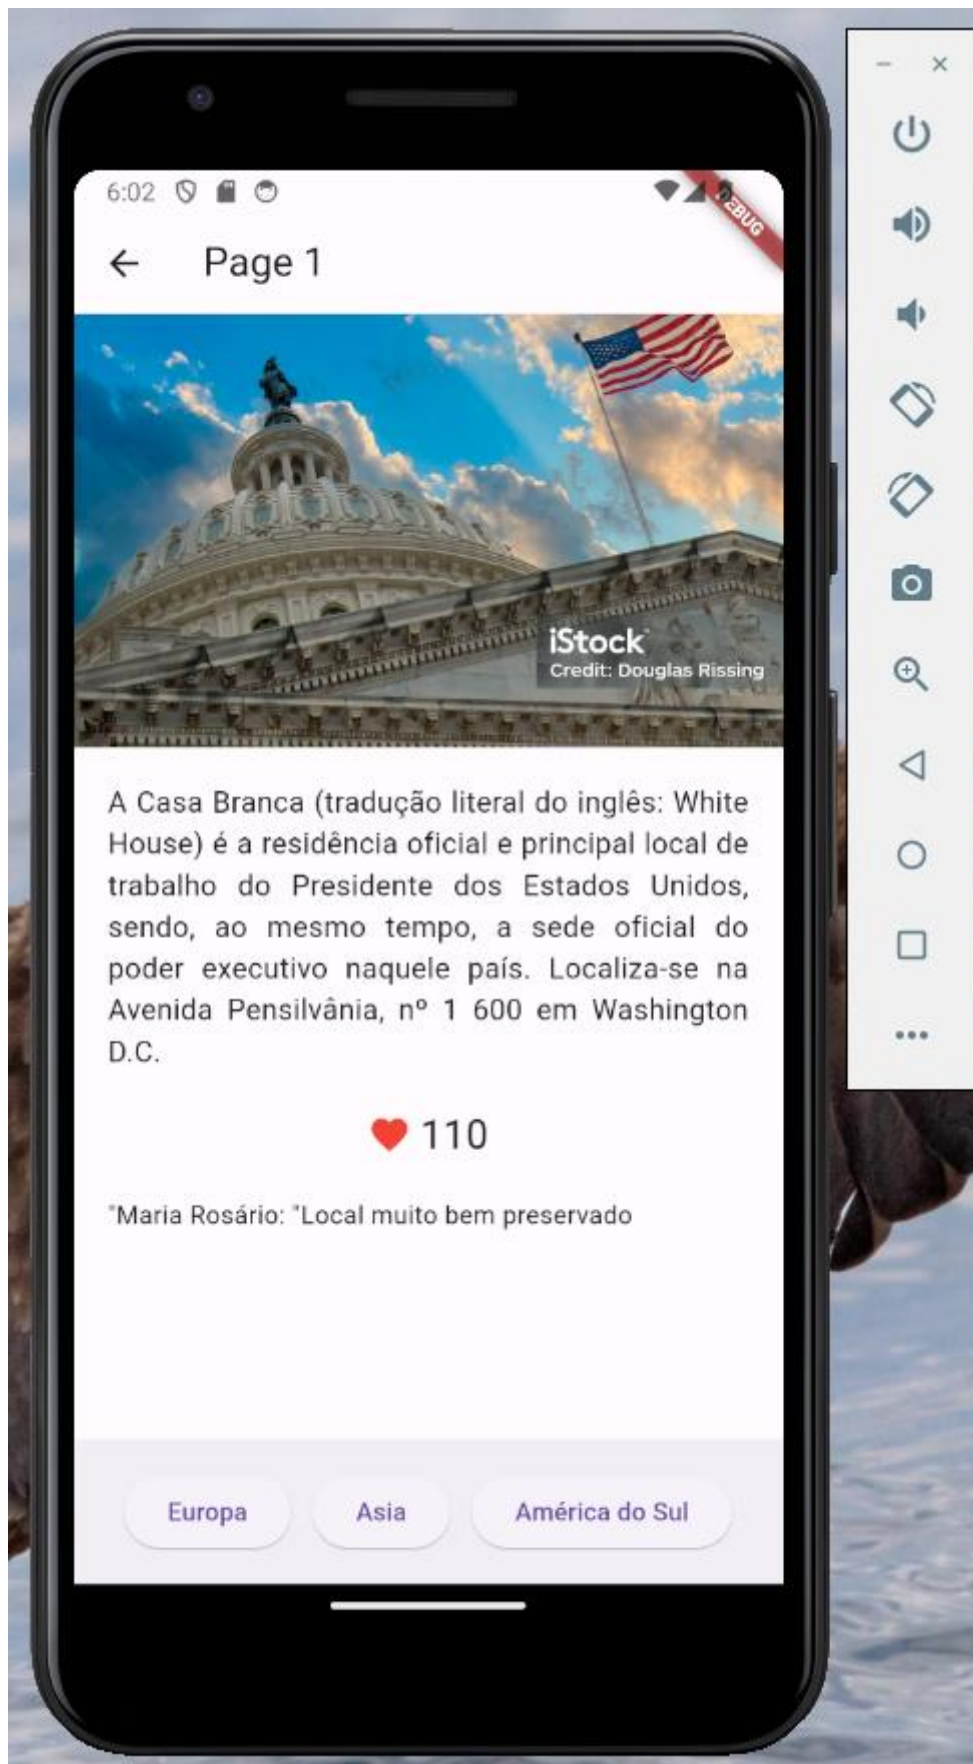 6:02
DEBUG
Page 1
iStock
Credit: Douglas Rissing
A Casa Branca (tradução literal do inglês: White
House) é a residência oficial e principal local de
trabalho do Presidente dos Estados Unidos,
sendo, ao mesmo tempo, a sede oficial do
poder executivo naquele país. Localiza-se na
Avenida Pensilvânia, nº 1 600 em Washington
D.C.
110
"Maria Rosário: "Local muito bem preservado
Europa
Asia
América do Sul